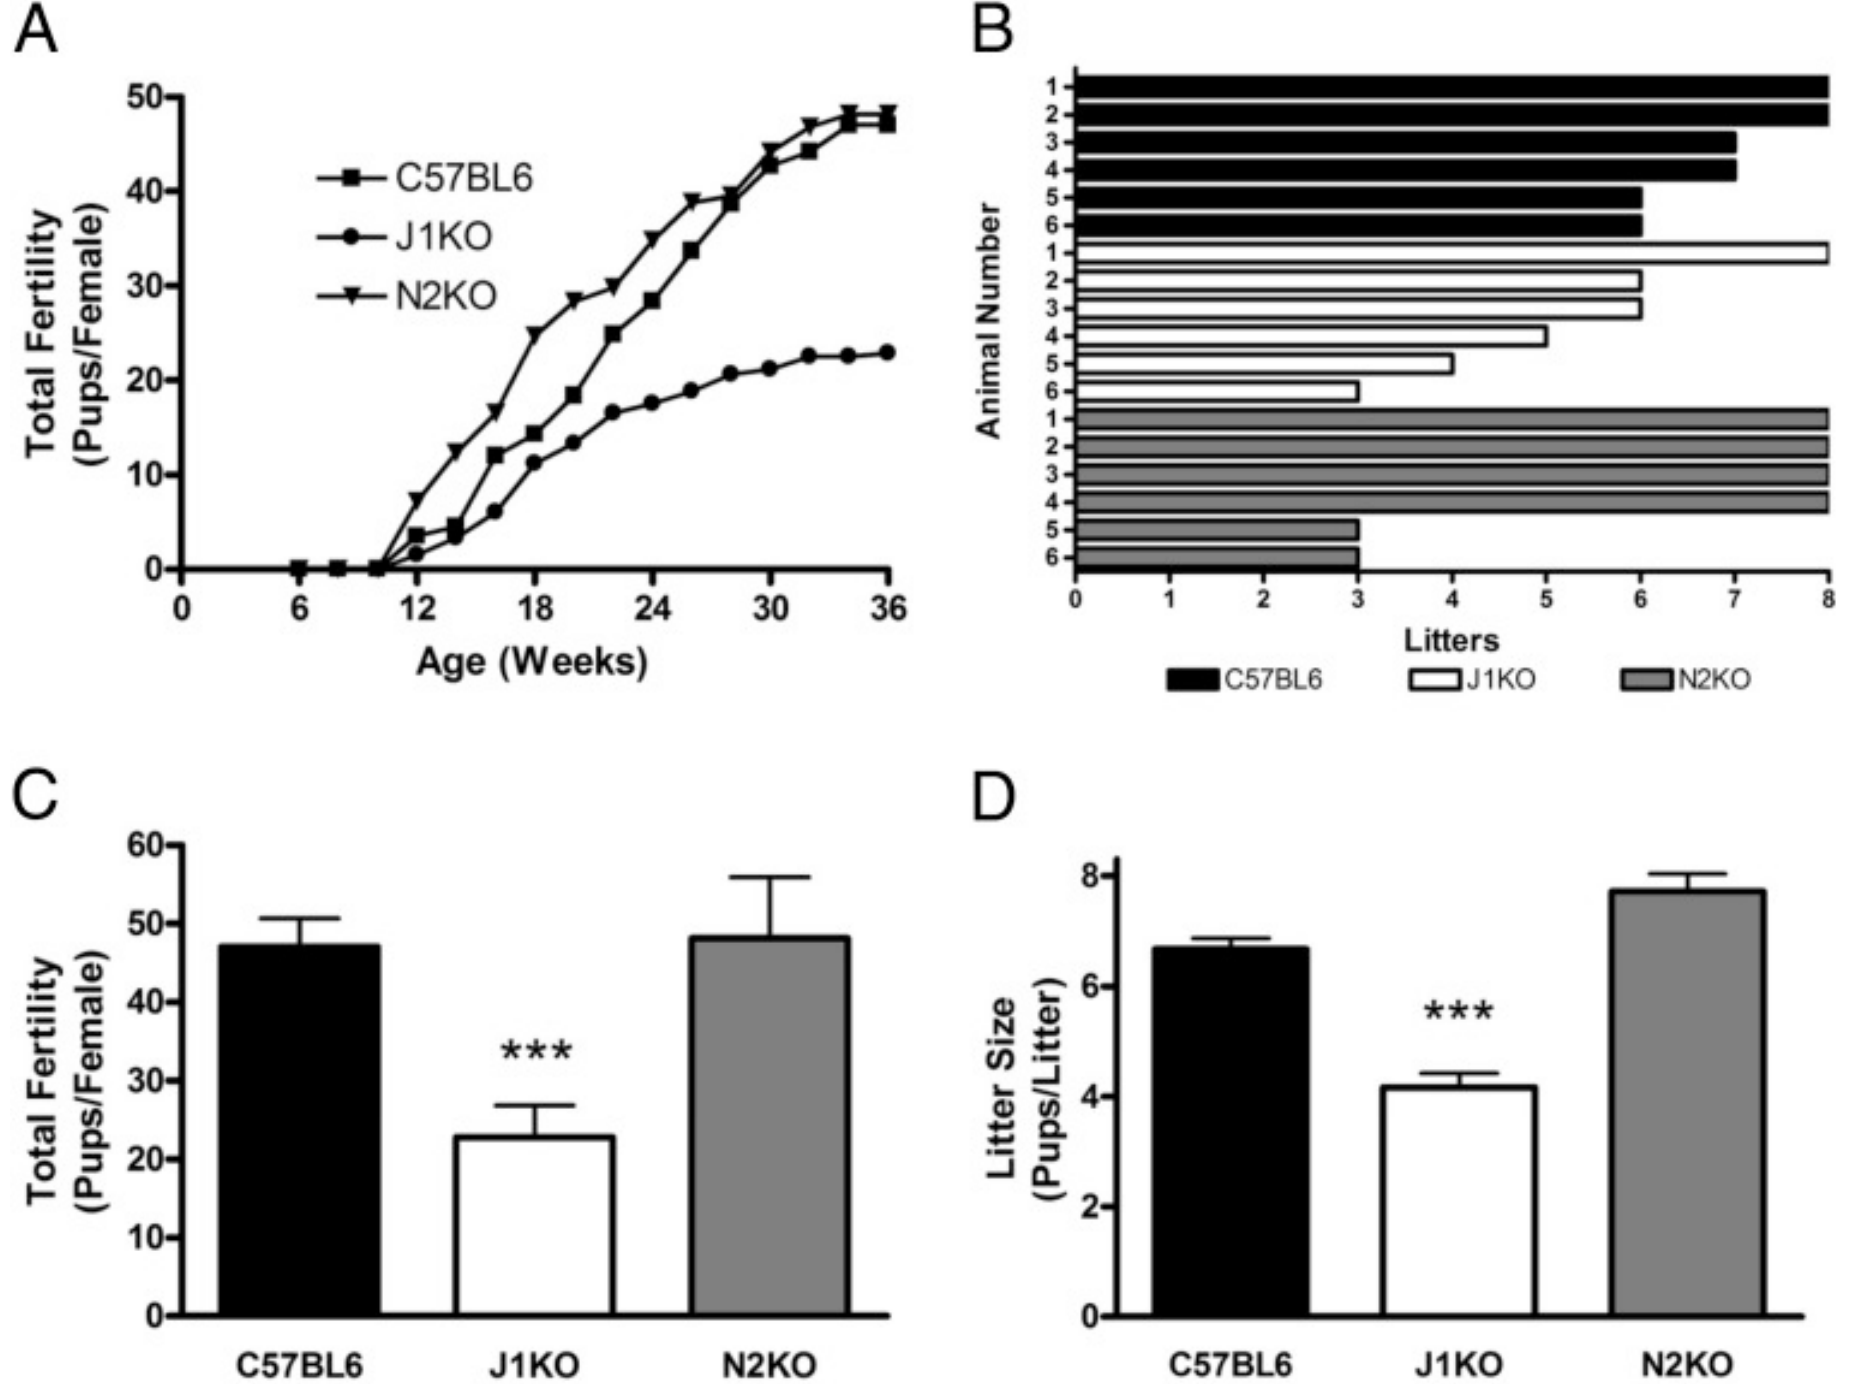 A
50
40
30
20
10
0
Total Fertility
(Pups/Female)
C57BL6
J1KO
N2KO
0 6 12 18 24 30 36
Age (Weeks)
B
Animal Number
1
2
3
4
5
6
1
2
3
4
5
6
1
2
3
4
5
6
0 1 2 3 4 5 6 7 8
Litters
C57BL6 J1KO N2KO
C
60
50
40
30
20
10
0
Total Fertility
(Pups/Female)
***
C57BL6 J1KO N2KO
D
8
6
4
2
0
Litter Size
(Pups/Litter)
***
C57BL6 J1KO N2KO